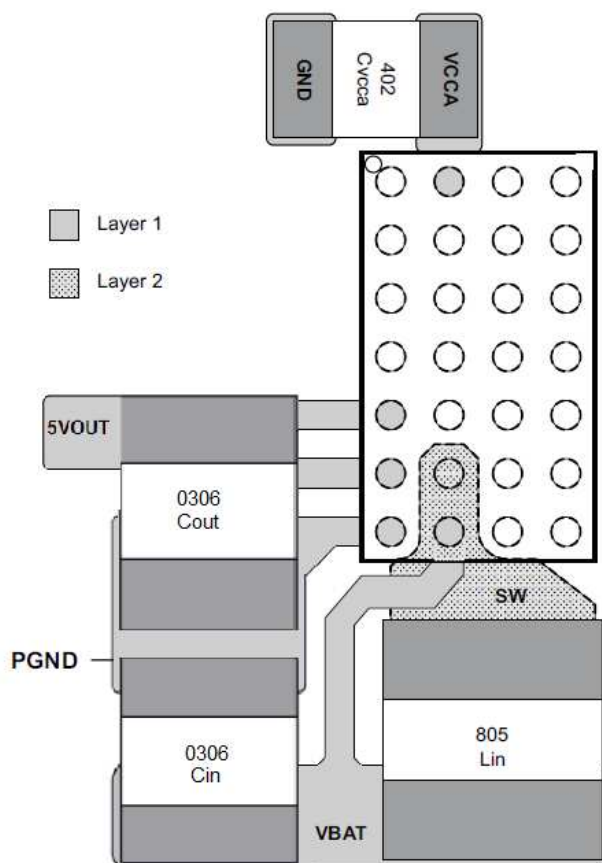 GND
402
Cvcca
VCCA
Layer 1
Layer 2
5VOUT
0306
Cout
SW
PGND
0306
Cin
805
Lin
VBAT